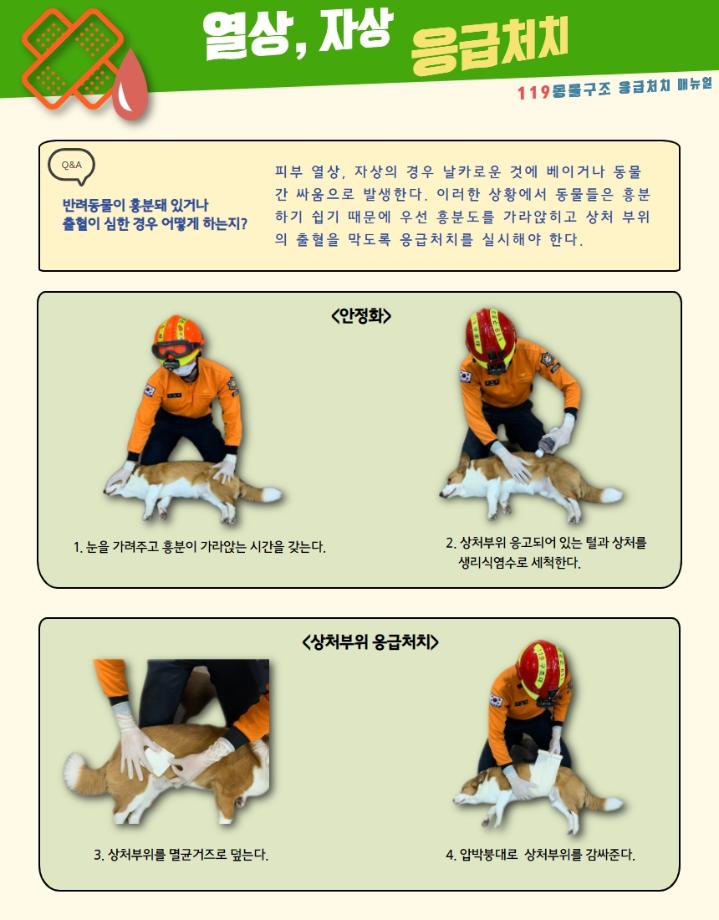 열상, 자상 응급처치
119동물구조 응급처치 매뉴얼
Q&A
반려동물이 흥분돼 있거나
출혈이 심한 경우 어떻게 하는지?
피부 열상, 자상의 경우 날카로운 것에 베이거나 동물
간 싸움으로 발생한다. 이러한 상황에서 동물들은 흥분
하기 쉽기 때문에 우선 흥분도를 가라앉히고 상처 부위
의 출혈을 막도록 응급처치를 실시해야 한다.
<안정화>
1. 눈을 가려주고 흥분이 가라앉는 시간을 갖는다.
2. 상처부위 응고되어 있는 털과 상처를
생리식염수로 세척한다.
<상처부위 응급처치>
3. 상처부위를 멸균거즈로 덮는다.
4. 압박붕대로 상처부위를 감싸준다.